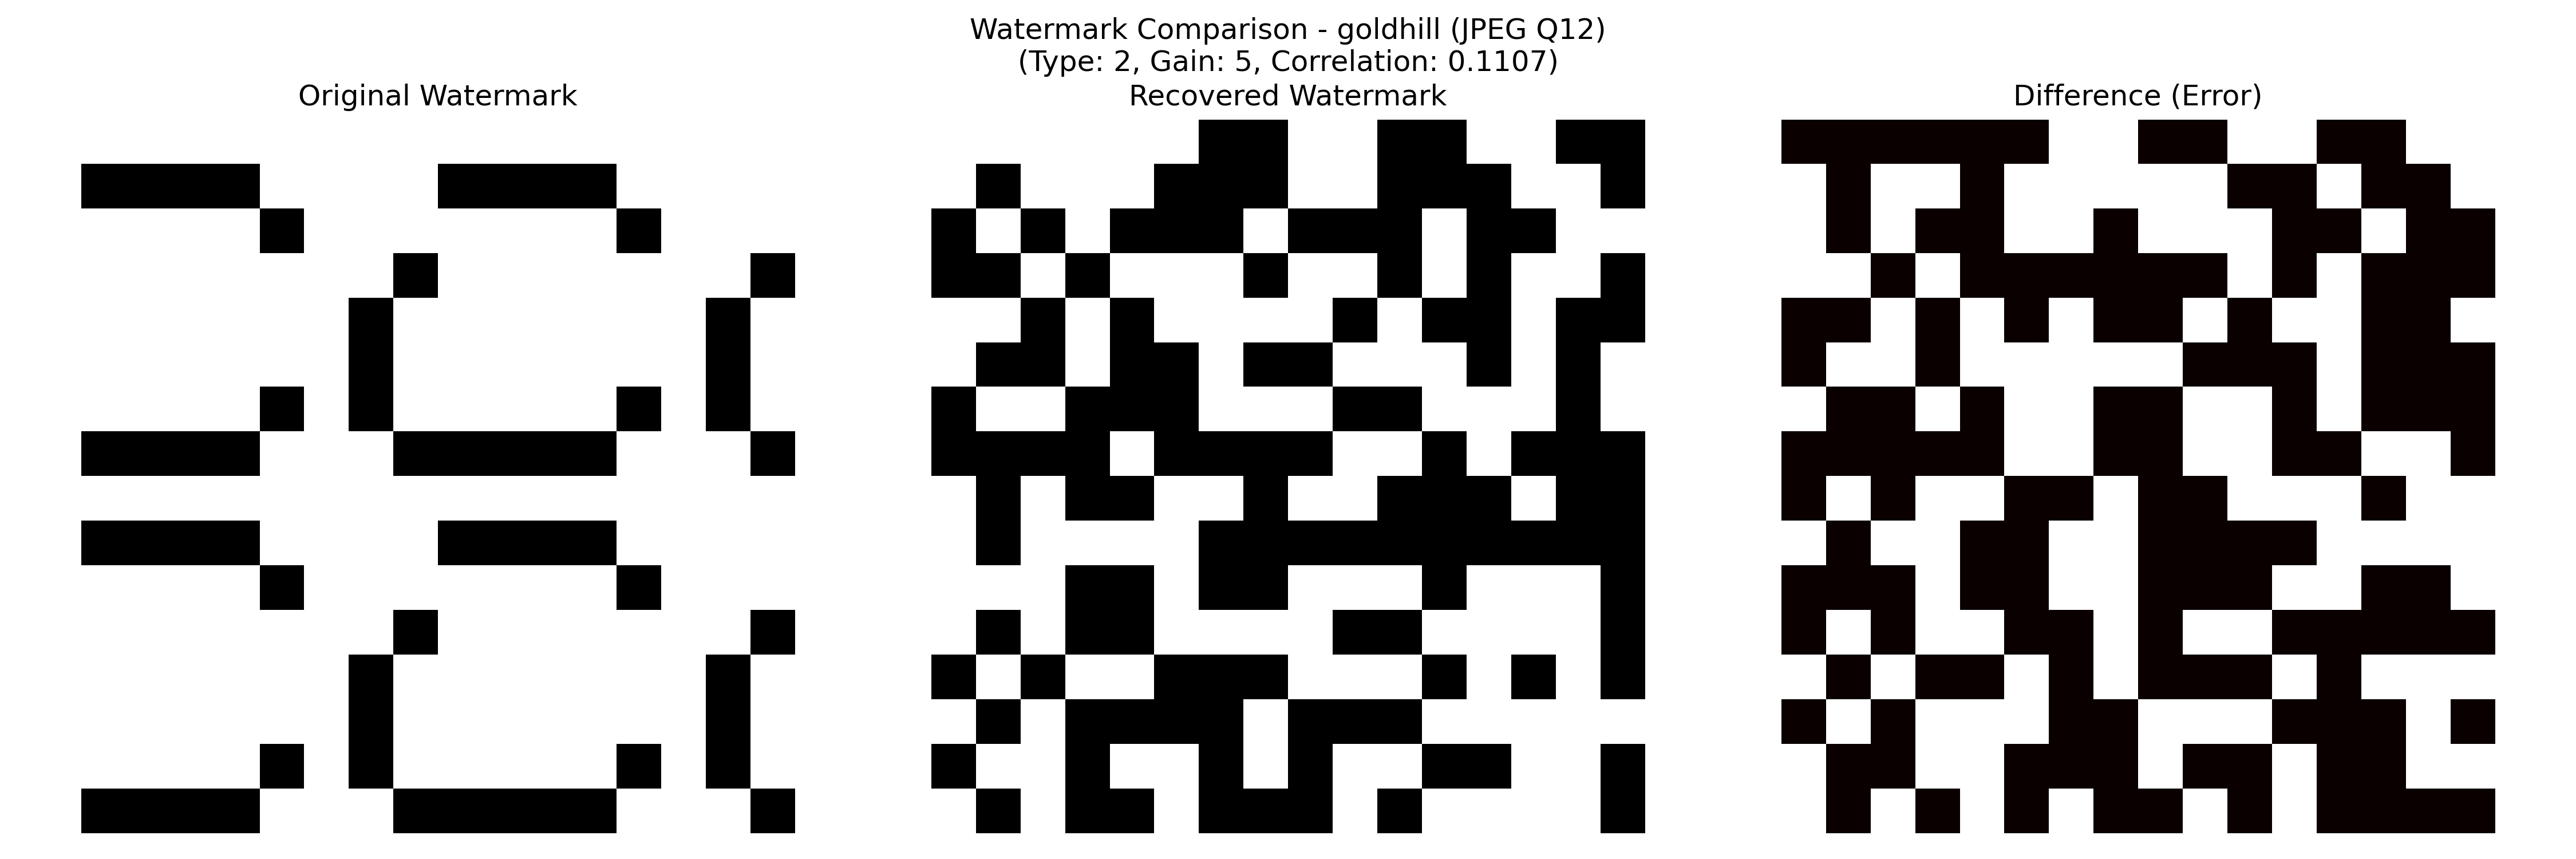 Watermark Comparison - goldhill (JPEG Q12)
(Type: 2, Gain: 5, Correlation: 0.1107)
Original Watermark
Recovered Watermark
Difference (Error)